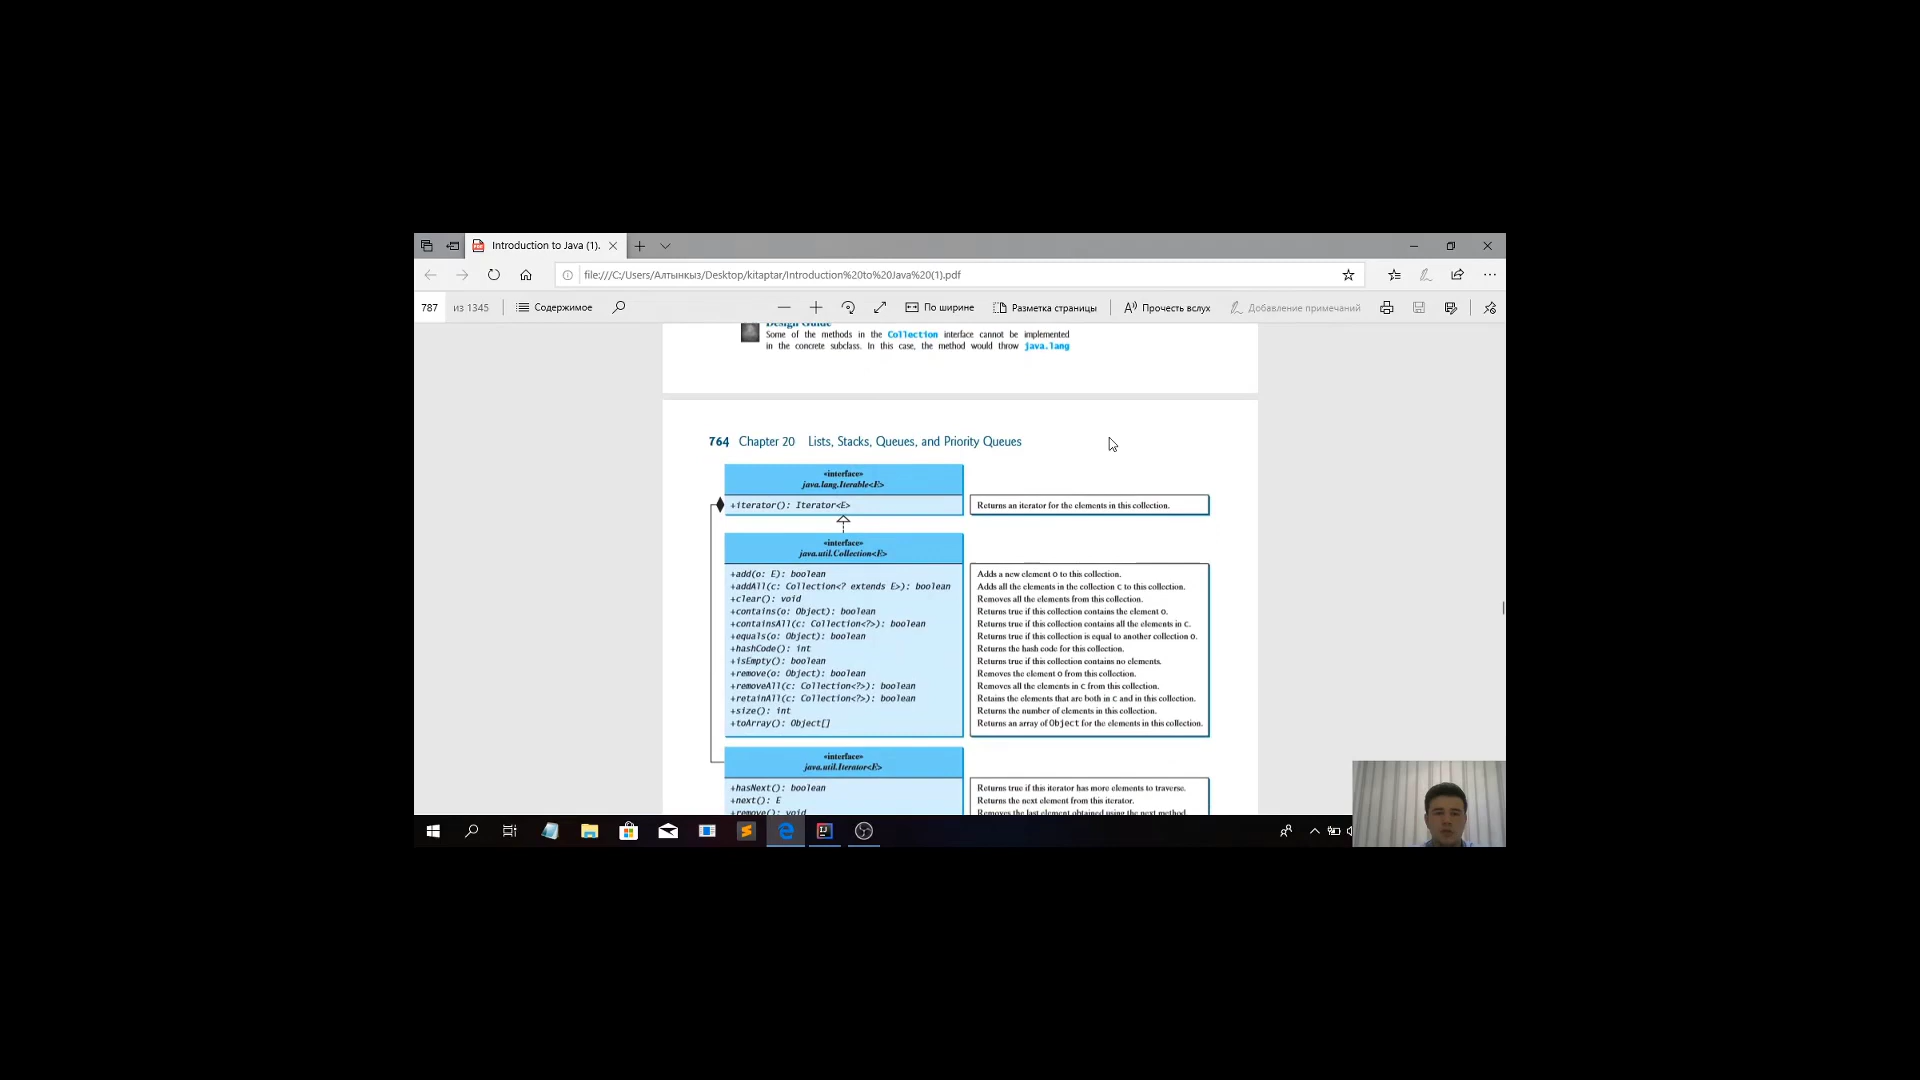 Introduction to Java (1).
file:///C:/Users/Алтынкыз/Desktop/kitaptar/Introduction%20to%20Java%20(1).pdf
787 из 1345 Содержимое По ширине Разметка страницы Прочесть вслух Добавление примечаний
Design Guide
Some of the methods in the Collection interface cannot be implemented
in the concrete subclass. In this case, the method would throw java.lang
764 Chapter 20 Lists, Stacks, Queues, and Priority Queues
«interface»
java.lang.Iterable<E>
+iterator(): Iterator<E> Returns an iterator for the elements in this collection.
«interface»
java.util.Collection<E>
+add(o: E): boolean Adds a new element o to this collection.
+addAll(c: Collection<? extends E>): boolean Adds all the elements in the collection c to this collection.
+clear(): void Removes all the elements from this collection.
+contains(o: Object): boolean Returns true if this collection contains the element o.
+containsAll(c: Collection<?>): boolean Returns true if this collection contains all the elements in c.
+equals(o: Object): boolean Returns true if this collection is equal to another collection o.
+hashCode(): int Returns the hash code for this collection.
+isEmpty(): boolean Returns true if this collection contains no elements.
+remove(o: Object): boolean Removes the element o from this collection.
+removeAll(c: Collection<?>): boolean Removes all the elements in c from this collection.
+retainAll(c: Collection<?>): boolean Retains the elements that are both in c and in this collection.
+size(): int Returns the number of elements in this collection.
+toArray(): Object[] Returns an array of Object for the elements in this collection.
«interface»
java.util.Iterator<E>
+hasNext(): boolean Returns true if this iterator has more elements to traverse.
+next(): E Returns the next element from this iterator.
+remove(): void Removes the last element obtained using the next method.